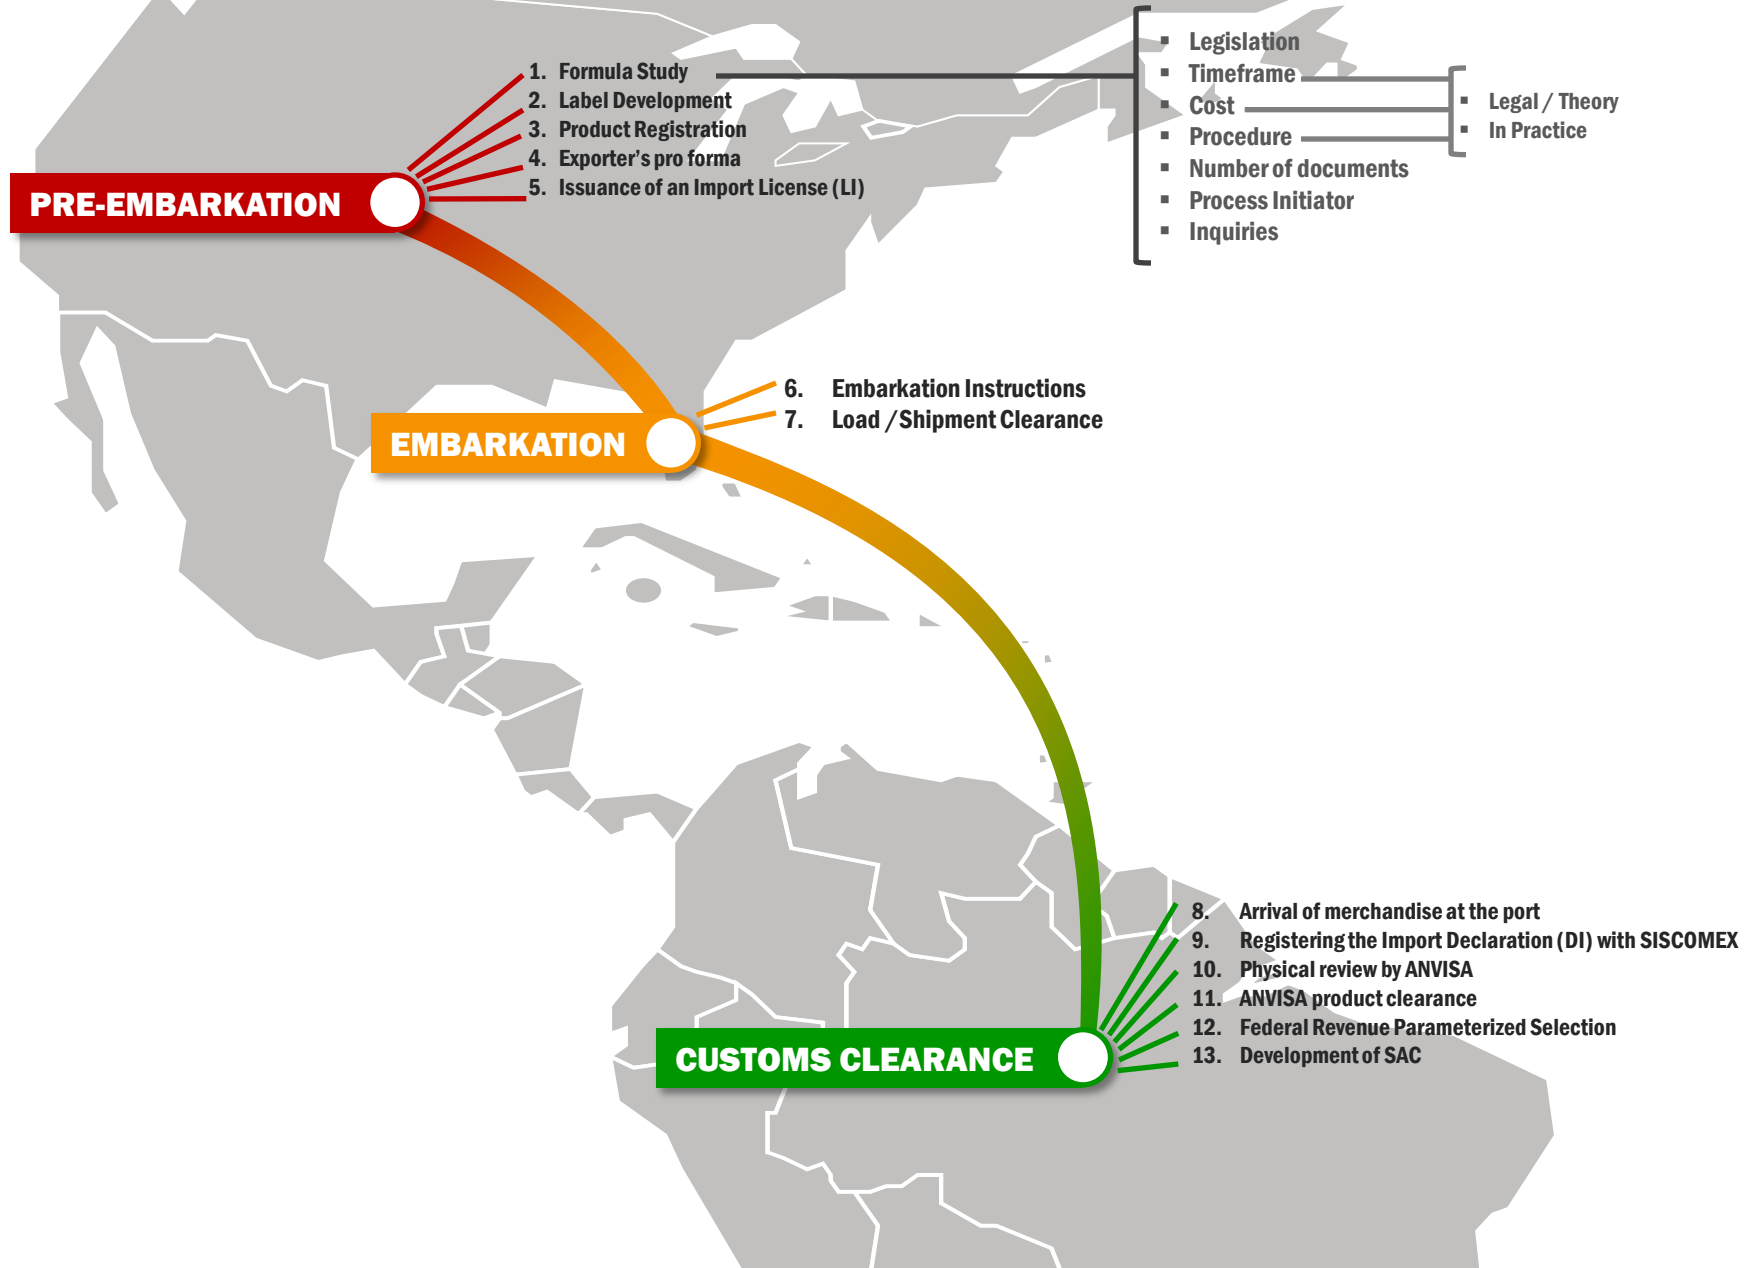 PRE-EMBARKATION
1. Formula Study
2. Label Development
3. Product Registration
4. Exporter's pro forma
5. Issuance of an Import License (LI)
▪ Legislation
▪ Timeframe
▪ Cost
▪ Procedure
▪ Number of documents
▪ Process Initiator
▪ Inquiries
▪ Legal / Theory
▪ In Practice
EMBARKATION
6. Embarkation Instructions
7. Load / Shipment Clearance
CUSTOMS CLEARANCE
8. Arrival of merchandise at the port
9. Registering the Import Declaration (DI) with SISCOMEX
10. Physical review by ANVISA
11. ANVISA product clearance
12. Federal Revenue Parameterized Selection
13. Development of SAC